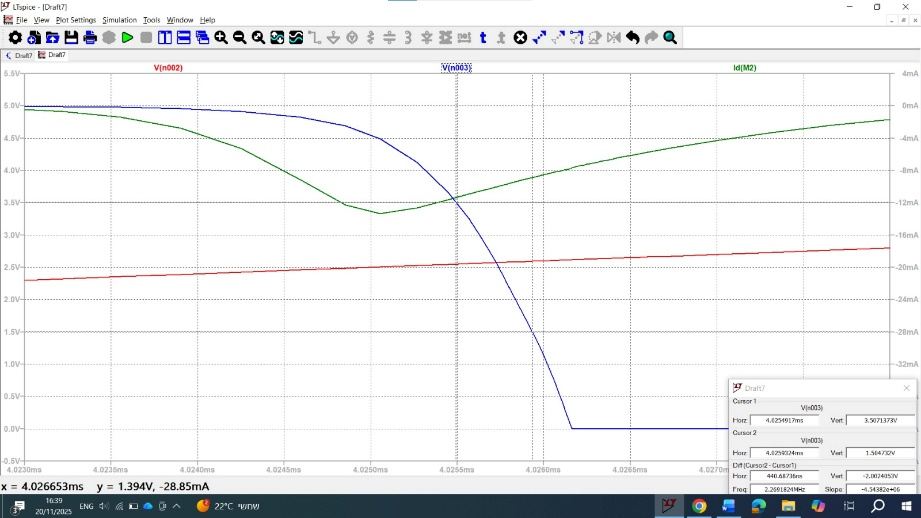 LTspice - [Draft7]
File View Plot Settings Simulation Tools Window Help
Draft7 Draft7
V(n002) V(n003) Id(M2)
5.5V 4mA
5.0V 0mA
4.5V -4mA
4.0V -8mA
3.5V -12mA
3.0V -16mA
2.5V -20mA
2.0V -24mA
1.5V -28mA
1.0V -32mA
0.5V
0.0V
-0.5V
4.0230ms 4.0235ms 4.0240ms 4.0245ms 4.0250ms 4.0255ms 4.0260ms 4.0265ms 4.0270m
Draft7
Cursor 1
V(n003)
Horz: 4.0254917ms Vert: 3.5071373V
Cursor 2
V(n003)
Horz: 4.0259324ms Vert: 1.504732V
Diff (Cursor2 - Cursor1)
Horz: 440.68736ns Vert: -2.0024053V
Freq: 2.2691824MHz Slope: -4.54382e+06
x = 4.026653ms y = 1.394V, -28.85mA
16:39
20/11/2025
ENG
22°C שמשי